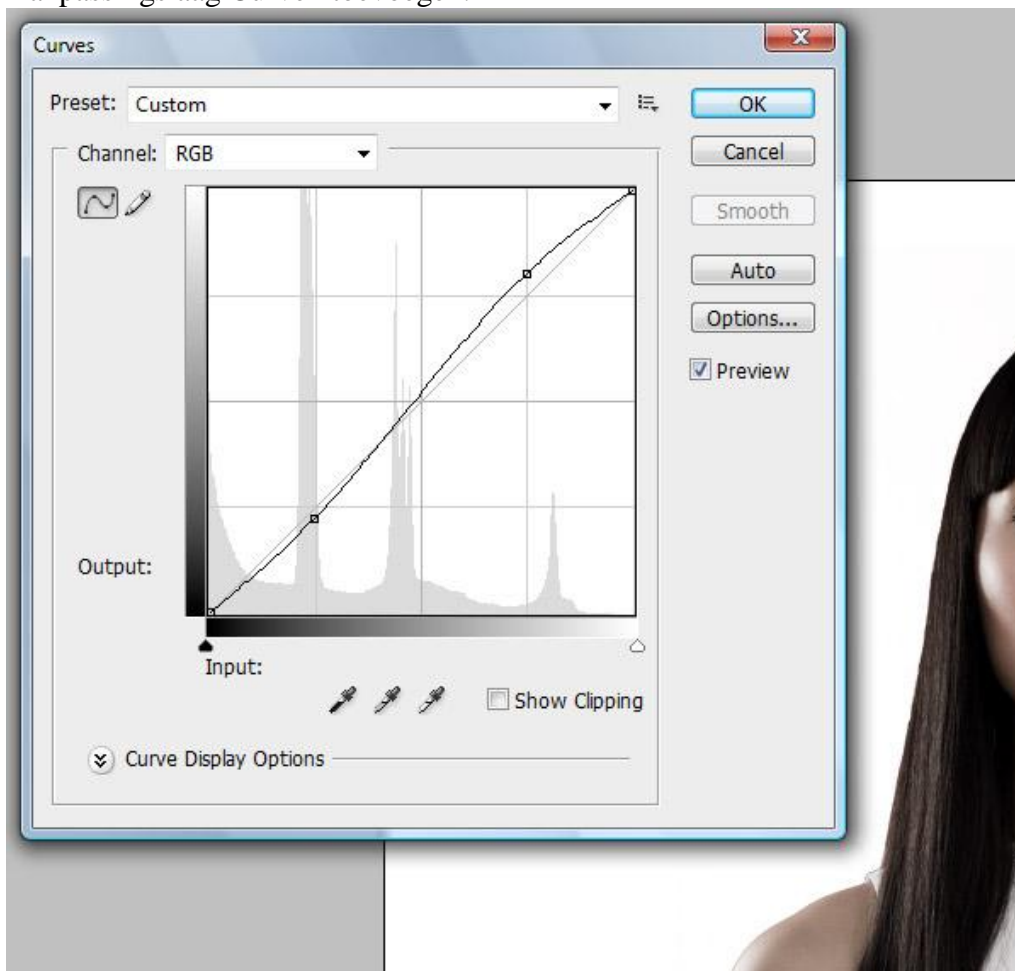 Curves
Preset: Custom
OK
Channel: RGB
Cancel
Smooth
Auto
Options...
Preview
Output:
Input:
Show Clipping
Curve Display Options